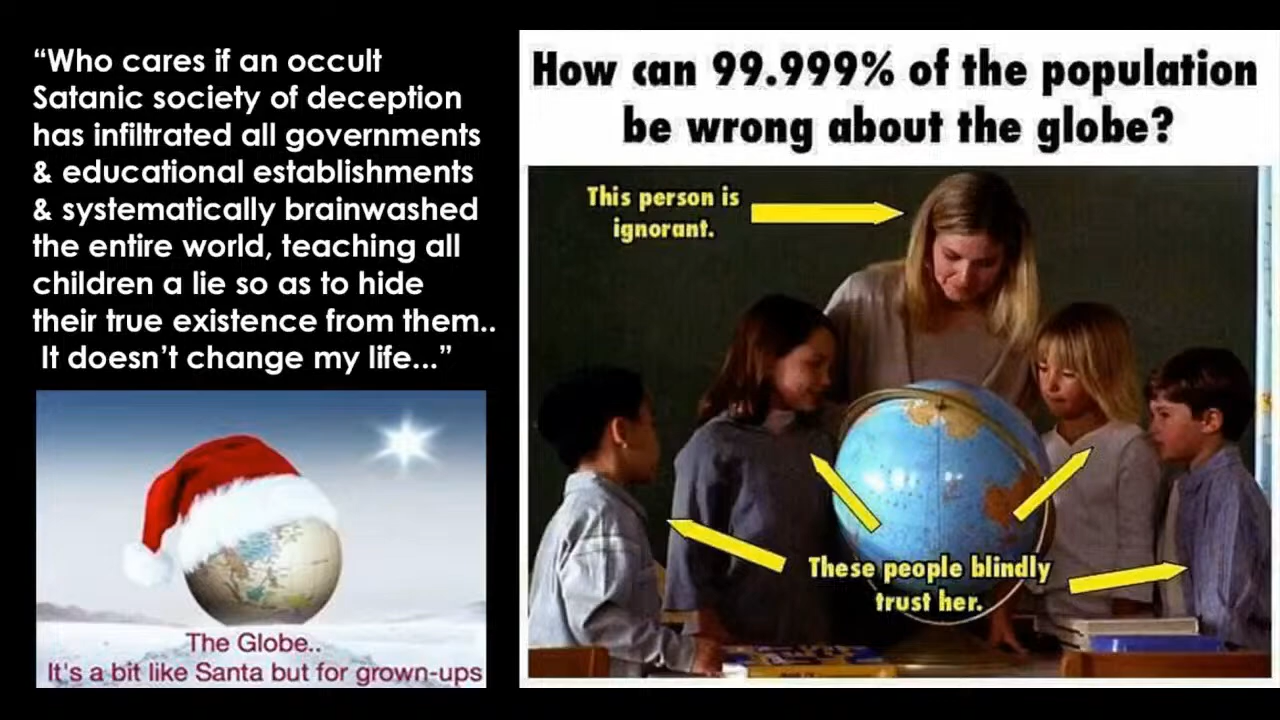 “Who cares if an occult
Satanic society of deception
has infiltrated all governments
& educational establishments
& systematically brainwashed
the entire world, teaching all
children a lie so as to hide
their true existence from them..
It doesn’t change my life...”
The Globe..
It's a bit like Santa but for grown-ups
How can 99.999% of the population
be wrong about the globe?
This person is
ignorant.
These people blindly
trust her.